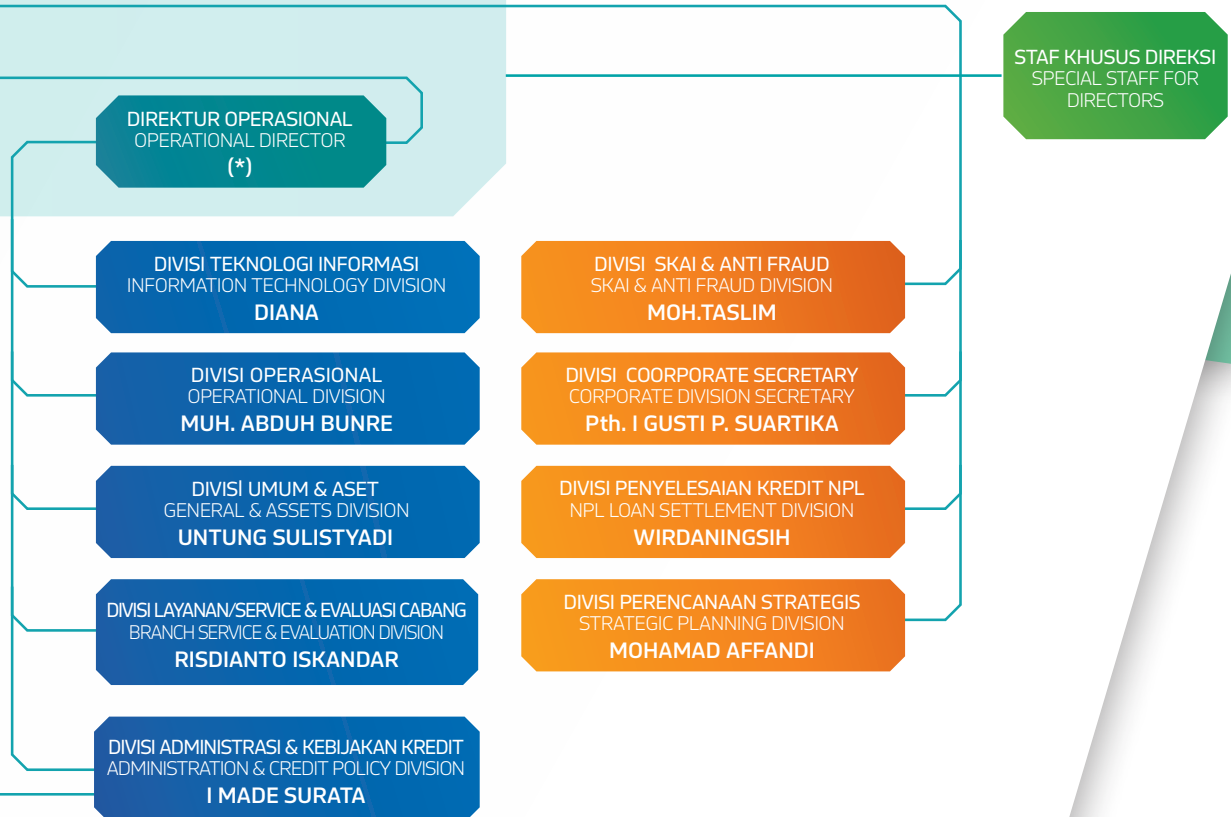 STAF KHUSUS DIREKSI
SPECIAL STAFF FOR
DIRECTORS
DIREKTUR OPERASIONAL
OPERATIONAL DIRECTOR
(*)
DIVISI TEKNOLOGI INFORMASI
INFORMATION TECHNOLOGY DIVISION
DIANA
DIVISI OPERASIONAL
OPERATIONAL DIVISION
MUH. ABDUH BUNRE
DIVISI UMUM & ASET
GENERAL & ASSETS DIVISION
UNTUNG SULISTYADI
DIVISI LAYANAN/SERVICE & EVALUASI CABANG
BRANCH SERVICE & EVALUATION DIVISION
RISDIANTO ISKANDAR
DIVISI ADMINISTRASI & KEBIJAKAN KREDIT
ADMINISTRATION & CREDIT POLICY DIVISION
I MADE SURATA
DIVISI SKAI & ANTI FRAUD
SKAI & ANTI FRAUD DIVISION
MOH.TASLIM
DIVISI COORPORATE SECRETARY
CORPORATE DIVISION SECRETARY
Pth. I GUSTI P. SUARTIKA
DIVISI PENYELESAIAN KREDIT NPL
NPL LOAN SETTLEMENT DIVISION
WIRDANINGSIH
DIVISI PERENCANAAN STRATEGIS
STRATEGIC PLANNING DIVISION
MOHAMAD AFFANDI